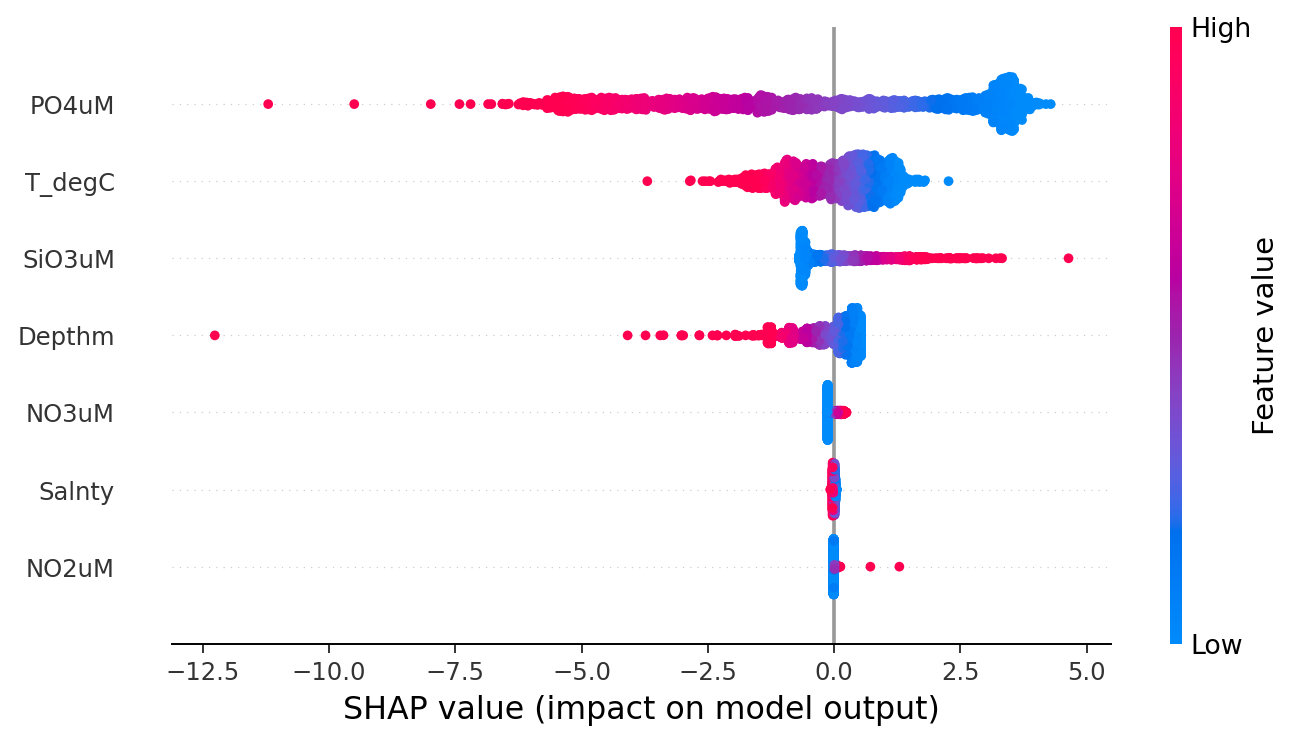 High
PO4uM
T_degC
SiO3uM
Depthm
NO3uM
Salnty
NO2uM
Feature value
Low
−12.5 −10.0 −7.5 −5.0 −2.5 0.0 2.5 5.0
SHAP value (impact on model output)